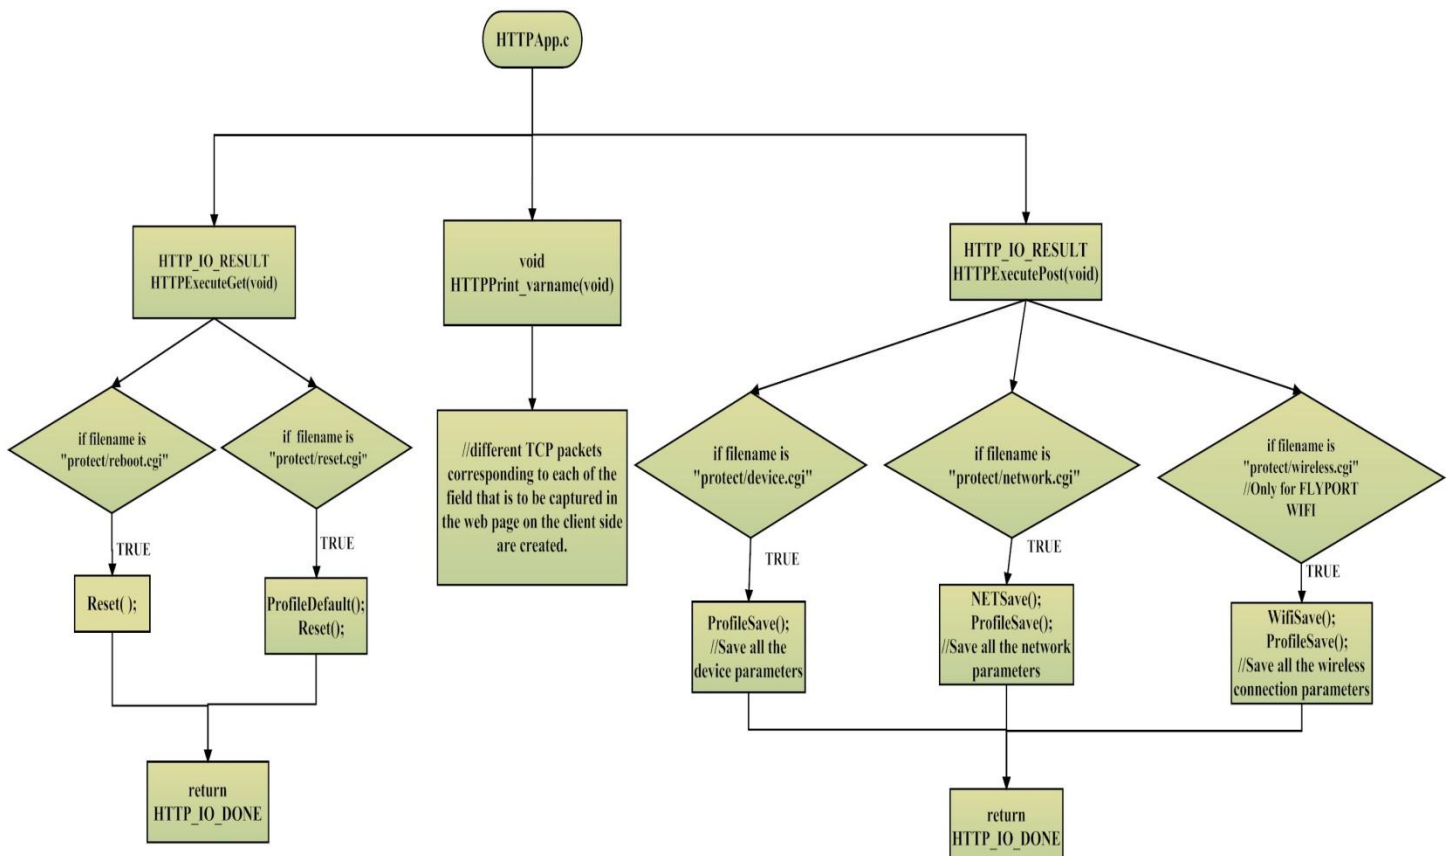 HTTPApp.c
HTTP_IO_RESULT
HTTPExecuteGet(void)
void
HTTPPrint_varname(void)
HTTP_IO_RESULT
HTTPExecutePost(void)
if filename is
"protect/reboot.cgi"
if filename is
"protect/reset.cgi"
//different TCP packets
corresponding to each of the
field that is to be captured in
the web page on the client side
are created.
if filename is
"protect/device.cgi"
if filename is
"protect/network.cgi"
if filename is
"protect/wireless.cgi"
//Only for FLYPORT
WIFI
TRUE
TRUE
TRUE
TRUE
TRUE
Reset( );
ProfileDefault();
Reset();
ProfileSave();
//Save all the
device parameters
NETSave();
ProfileSave();
//Save all the network
parameters
WifiSave();
ProfileSave();
//Save all the wireless
connection parameters
return
HTTP_IO_DONE
return
HTTP_IO_DONE